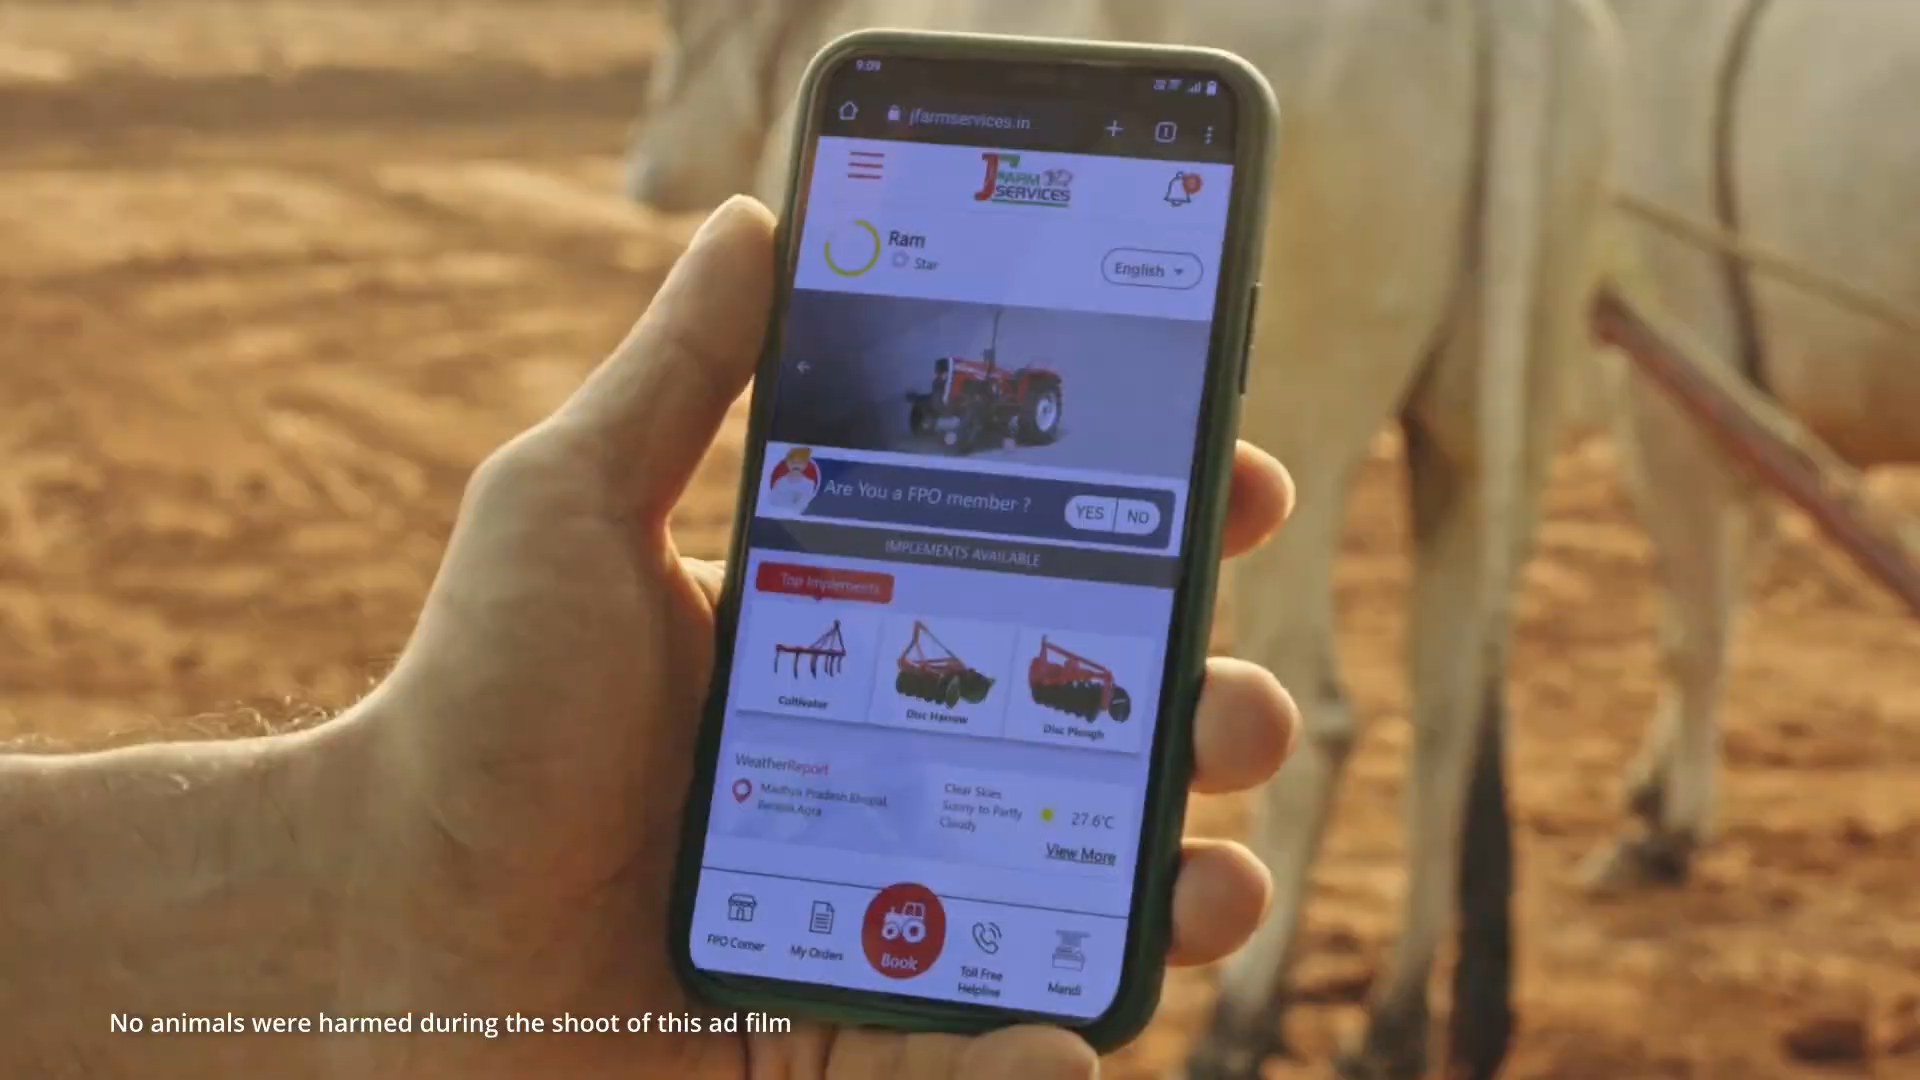 9:09
jfarmservices.in
JFARM
SERVICES
Ram
Star
English
Are You a FPO member ?
YES
NO
IMPLEMENTS AVAILABLE
Top Implements
Cultivator
Disc Harrow
Disc Plough
WeatherReport
Madhya Pradesh,Bhopal,
Berasia,Agra
Clear Skies
Sunny to Partly
Cloudy
27.6°C
View More
FPO Corner
My Orders
Book
Toll Free
Helpline
Mandi
No animals were harmed during the shoot of this ad film